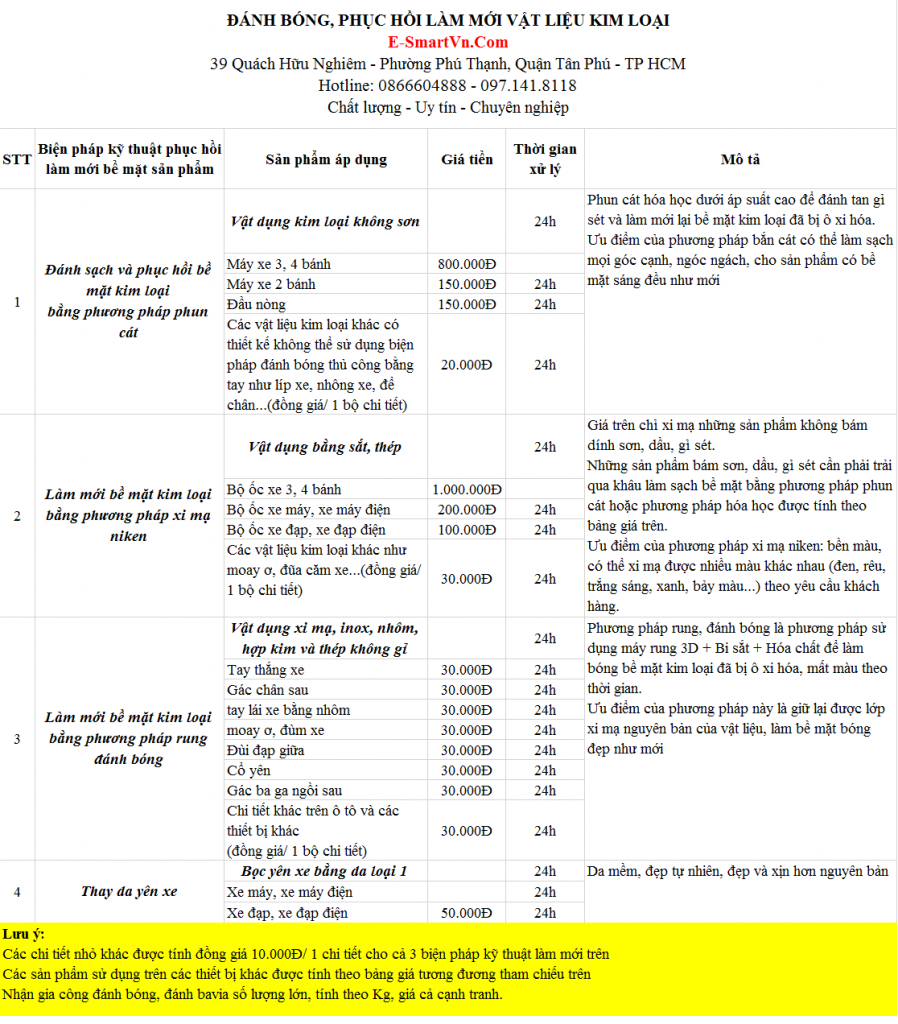 ĐÁNH BÓNG, PHỤC HỒI LÀM MỚI VẬT LIỆU KIM LOẠI
E-SmartVn.Com
39 Quách Hữu Nghiêm - Phường Phú Thạnh, Quận Tân Phú - TP HCM
Hotline: 0866604888 - 097.141.8118
Chất lượng - Uy tín - Chuyên nghiệp
STT
Biện pháp kỹ thuật phục hồi
làm mới bề mặt sản phẩm
Sản phẩm áp dụng
Giá tiền
Thời gian
xử lý
Mô tả
1
Đánh sạch và phục hồi bề
mặt kim loại
bằng phương pháp phun
cát
Vật dụng kim loại không sơn
24h
Máy xe 3, 4 bánh
800.000Đ
Máy xe 2 bánh
150.000Đ
24h
Đầu nòng
150.000Đ
24h
Các vật liệu kim loại khác có
thiết kế không thể sử dụng biện
pháp đánh bóng thủ công bằng
tay như líp xe, nhông xe, để
chân...(đồng giá/ 1 bộ chi tiết)
20.000Đ
24h
Phun cát hóa học dưới áp suất cao để đánh tan gỉ
sét và làm mới lại bề mặt kim loại đã bị ô xi hóa.
Ưu điểm của phương pháp bắn cát có thể làm sạch
mọi góc cạnh, ngóc ngách, cho sản phẩm có bề
mặt sáng đều như mới
2
Làm mới bề mặt kim loại
bằng phương pháp xi mạ
niken
Vật dụng bằng sắt, thép
24h
Bộ ốc xe 3, 4 bánh
1.000.000Đ
Bộ ốc xe máy, xe máy điện
200.000Đ
24h
Bộ ốc xe đạp, xe đạp điện
100.000Đ
24h
Các vật liệu kim loại khác như
moay ơ, đũa căm xe...(đồng giá/
1 bộ chi tiết)
30.000Đ
24h
Giá trên chỉ xi mạ những sản phẩm không bám
dính sơn, dầu, gỉ sét.
Những sản phẩm bám sơn, dầu, gỉ sét cần phải trải
qua khâu làm sạch bề mặt bằng phương pháp phun
cát hoặc phương pháp hóa học được tính theo
bảng giá trên.
Ưu điểm của phương pháp xi mạ niken: bền màu,
có thể xi mạ được nhiều màu khác nhau (đen, rêu,
trắng sáng, xanh, bảy màu...) theo yêu cầu khách
hàng.
3
Làm mới bề mặt kim loại
bằng phương pháp rung
đánh bóng
Vật dụng xi mạ, inox, nhôm,
hợp kim và thép không gỉ
24h
Tay thắng xe
30.000Đ
24h
Gác chân sau
30.000Đ
24h
tay lái xe bằng nhôm
30.000Đ
24h
moay ơ, đùm xe
30.000Đ
24h
Đùi đạp giữa
30.000Đ
24h
Cổ yên
30.000Đ
24h
Gác ba ga ngồi sau
30.000Đ
24h
Chi tiết khác trên ô tô và các
thiết bị khác
(đồng giá/ 1 bộ chi tiết)
30.000Đ
24h
Phương pháp rung, đánh bóng là phương pháp sử
dụng máy rung 3D + Bi sắt + Hóa chất để làm
bóng bề mặt kim loại đã bị ô xi hóa, mất màu theo
thời gian.
Ưu điểm của phương pháp này là giữ lại được lớp
xi mạ nguyên bản của vật liệu, làm bề mặt bóng
đẹp như mới
4
Thay da yên xe
Bọc yên xe bằng da loại 1
24h
Xe máy, xe máy điện
24h
Xe đạp, xe đạp điện
50.000Đ
24h
Da mềm, đẹp tự nhiên, đẹp và xịn hơn nguyên bản
Lưu ý:
Các chi tiết nhỏ khác được tính đồng giá 10.000Đ/ 1 chi tiết cho cả 3 biện pháp kỹ thuật làm mới trên
Các sản phẩm sử dụng trên các thiết bị khác được tính theo bảng giá tương đương tham chiếu trên
Nhận gia công đánh bóng, đánh bavia số lượng lớn, tính theo Kg, giá cả cạnh tranh.